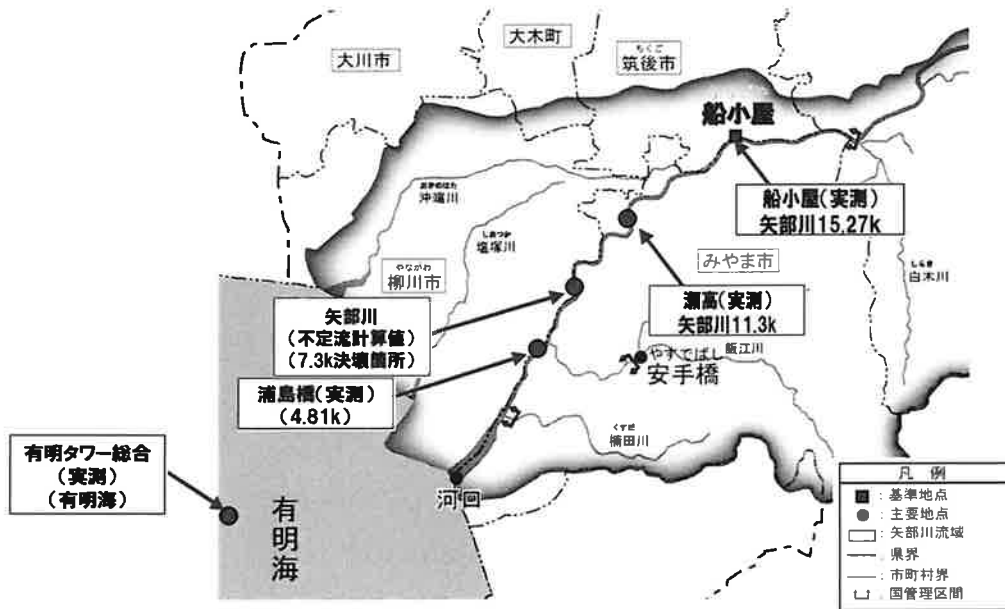 大川市
大木町
ちくご
筑後市
船小屋
船小屋(実測)
矢部川15.27k
おきのはた
沖端川
しおつか
塩塚川
やながわ
柳川市
みやま市
しらき
白木川
瀬高(実測)
矢部川11.3k
矢部川
(不定流計算値)
(7.3k決壊箇所)
やすでばし
安手橋
飯江川
浦島橋(実測)
(4.81k)
くすだ
楠田川
有明タワー総合
(実測)
(有明海)
有明海
河口
凡例
:基準地点
:主要地点
:矢部川流域
県界
:市町村界
国管理区間